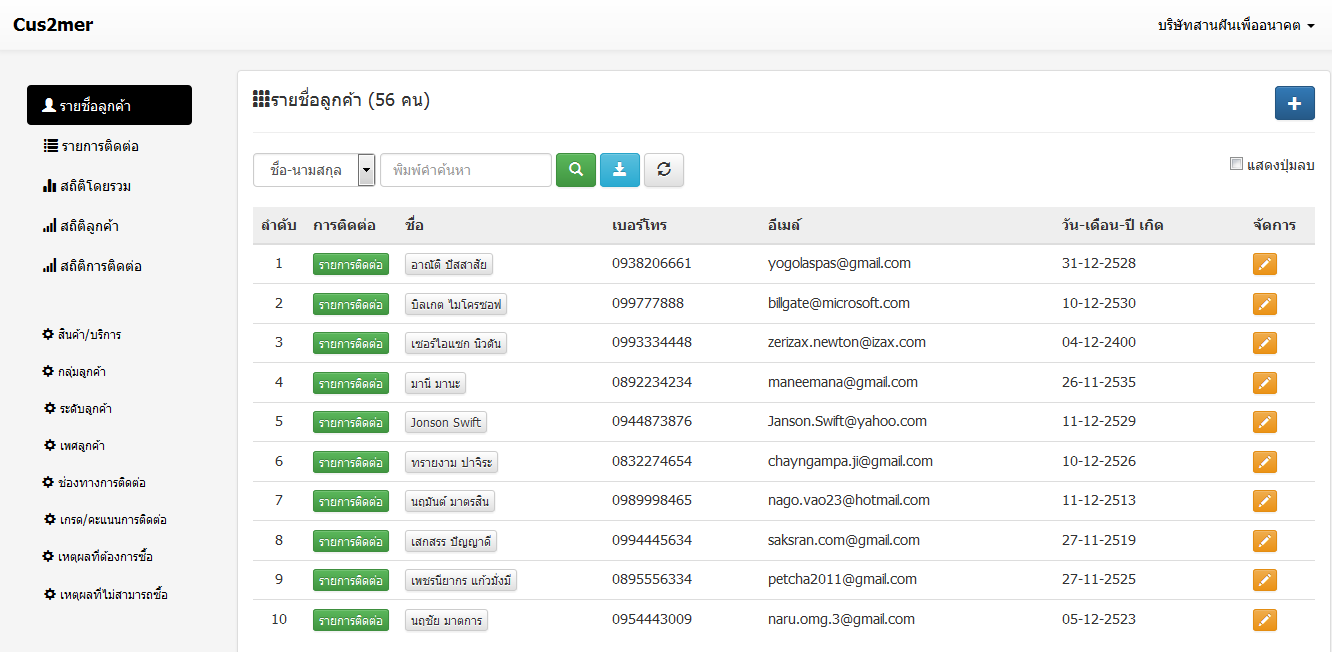 Cus2mer
บริษัทสานฝันเพื่ออนาคต
รายชื่อลูกค้า
รายการติดต่อ
สถิติโดยรวม
สถิติลูกค้า
สถิติการติดต่อ
สินค้า/บริการ
กลุ่มลูกค้า
ระดับลูกค้า
เพศลูกค้า
ช่องทางการติดต่อ
เกรด/คะแนนการติดต่อ
เหตุผลที่ต้องการซื้อ
เหตุผลที่ไม่สามารถซื้อ
รายชื่อลูกค้า (56 คน)
ชื่อ-นามสกุล พิมพ์คำค้นหา แสดงปุ่มลบ
ลำดับ การติดต่อ ชื่อ เบอร์โทร อีเมล์ วัน-เดือน-ปี เกิด จัดการ
1 รายการติดต่อ อาณัติ ปัสสาสัย 0938206661 yogolaspas@gmail.com 31-12-2528
2 รายการติดต่อ บิลเกต ไมโครซอฟ 099777888 billgate@microsoft.com 10-12-2530
3 รายการติดต่อ เซอร์ไอแซก นิวตัน 0993334448 zerizax.newton@izax.com 04-12-2400
4 รายการติดต่อ มานี มานะ 0892234234 maneemana@gmail.com 26-11-2535
5 รายการติดต่อ Jonson Swift 0944873876 Janson.Swift@yahoo.com 11-12-2529
6 รายการติดต่อ ทรายงาม ปาจิระ 0832274654 chayngampa.ji@gmail.com 10-12-2526
7 รายการติดต่อ นฤมันต์ มาตรสืน 0989998465 nago.vao23@hotmail.com 11-12-2513
8 รายการติดต่อ เสกสรร ปัญญาดี 0994445634 saksran.com@gmail.com 27-11-2519
9 รายการติดต่อ เพชรนียากร แก้วมั่งมี 0895556334 petcha2011@gmail.com 27-11-2525
10 รายการติดต่อ นฤชัย มาตการ 0954443009 naru.omg.3@gmail.com 05-12-2523